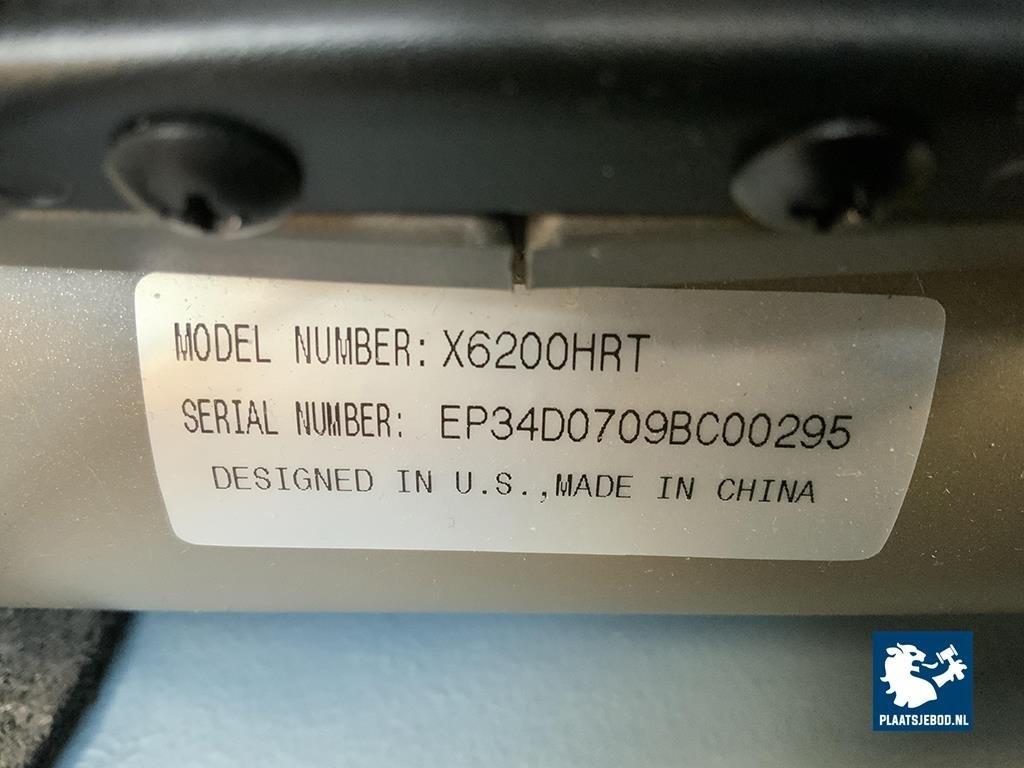 MODEL NUMBER: X6200HRT
SERIAL NUMBER: EP34D0709BC00295
DESIGNED IN U.S.,MADE IN CHINA
PLAATSJEBOD.NL